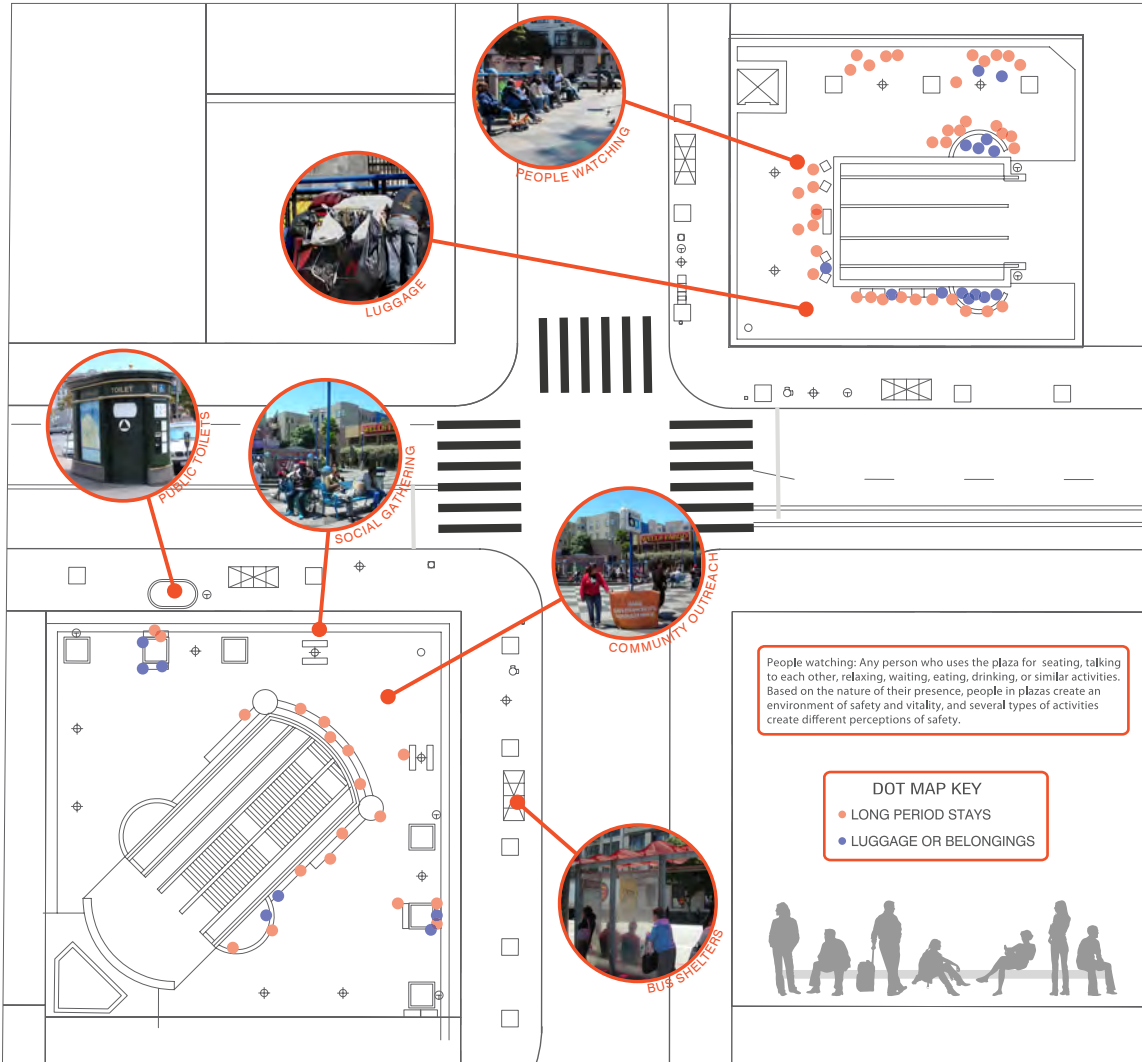 PEOPLE WATCHING
LUGGAGE
TOILET
PUBLIC TOILETS
SOCIAL GATHERING
COMMUNITY OUTREACH
BUS SHELTERS
People watching: Any person who uses the plaza for seating, talking
to each other, relaxing, waiting, eating, drinking, or similar activities.
Based on the nature of their presence, people in plazas create an
environment of safety and vitality, and several types of activities
create different perceptions of safety.
DOT MAP KEY
LONG PERIOD STAYS
LUGGAGE OR BELONGINGS